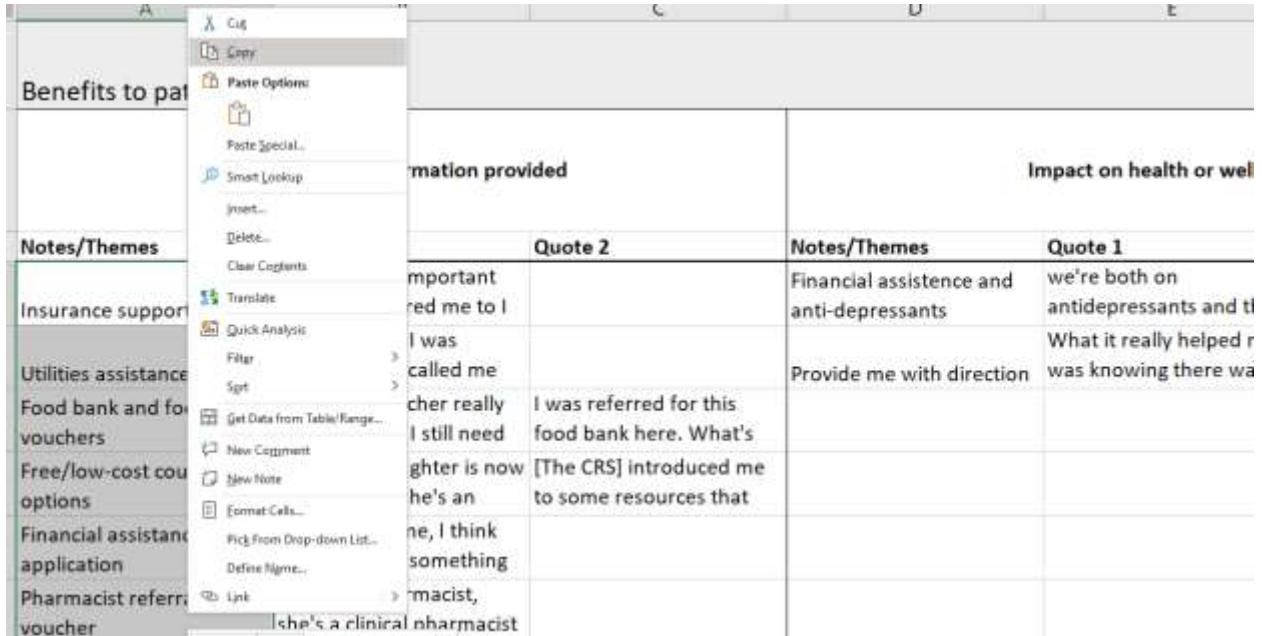 A C D E
Benefits to pat
rmation provided
Impact on health or wel
Notes/Themes Quote 2 Notes/Themes Quote 1
Insurance support
mportant
red me to I
Financial assistence and
anti-depressants
we're both on
antidepressants and th
Utilities assistance
I was
called me
Provide me with direction
What it really helped
was knowing there wa
Food bank and fo
vouchers
cher really
I still need
I was referred for this
food bank here. What's
Free/low-cost cou
options
ghter is now
he's an
[The CRS] introduced me
to some resources that
Financial assistanc
application
ne, I think
something
Pharmacist referra
voucher
rmacist,
she's a clinical pharmacist
Cut
Copy
Paste Options:
Paste Special...
Smart Lookup
Insert...
Delete...
Clear Contents
Translate
Quick Analysis
Filter
Sort
Get Data from Table/Range...
New Comment
New Note
Format Cells...
Pick From Drop-down List...
Define Name...
Link